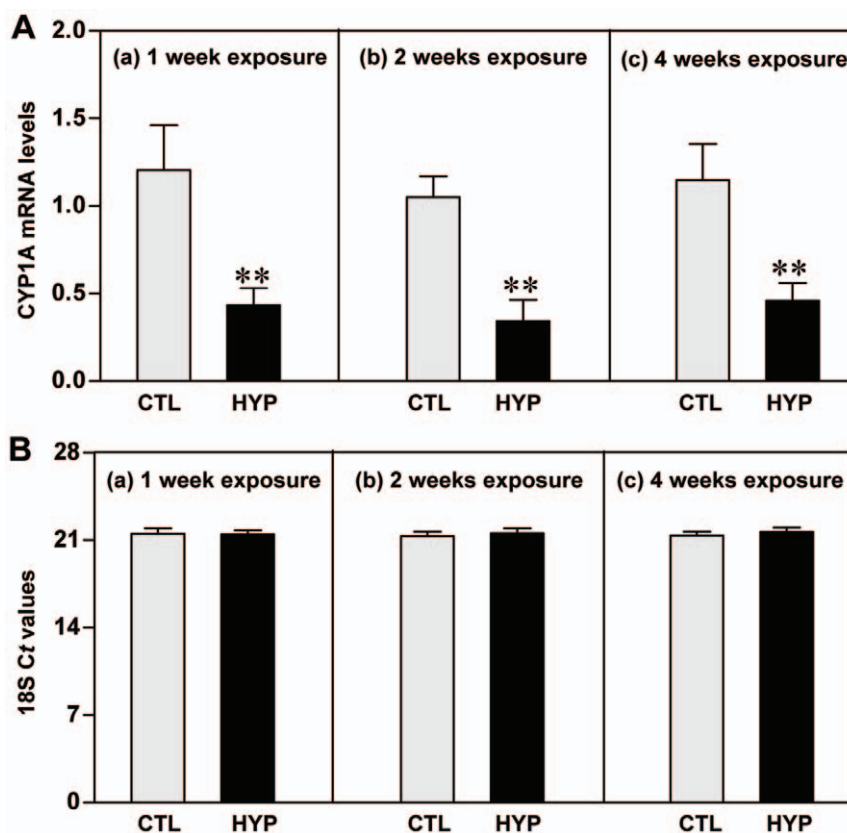 A
2.0
(a) 1 week exposure (b) 2 weeks exposure (c) 4 weeks exposure
1.5
CYP1A mRNA levels
1.0
** ** **
0.5
0.0
CTL HYP CTL HYP CTL HYP
B
28
(a) 1 week exposure (b) 2 weeks exposure (c) 4 weeks exposure
21
18S Ct values
14
7
0
CTL HYP CTL HYP CTL HYP